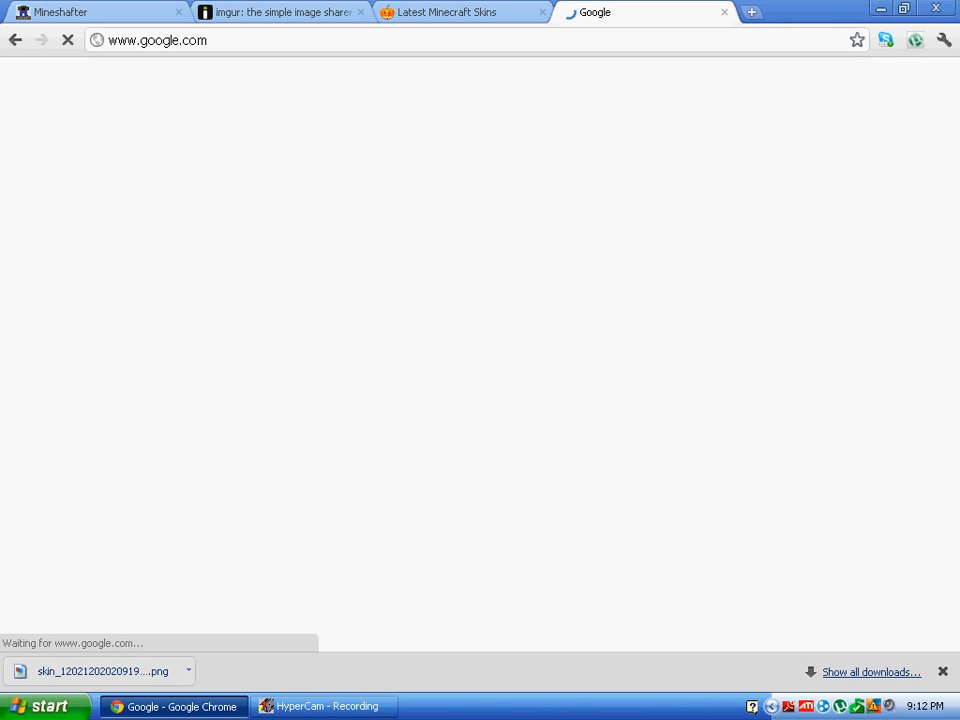 Mineshafter
imgur: the simple image sharer
Latest Minecraft Skins
Google
www.google.com
Waiting for www.google.com...
skin_12021202020919....png
Show all downloads...
start
Google - Google Chrome
HyperCam - Recording
ATI
9:12 PM